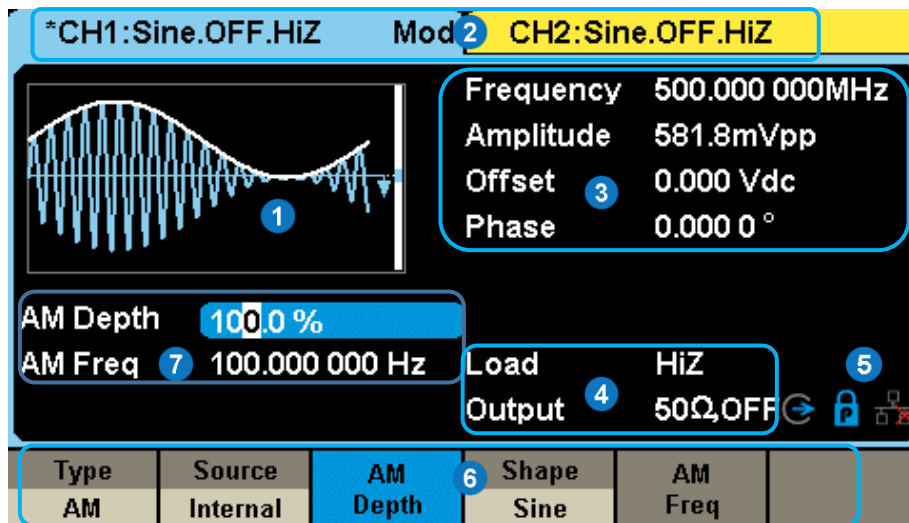 *CH1:Sine.OFF.HiZ Mod 2 CH2:Sine.OFF.HiZ
Frequency 500.000 000MHz
Amplitude 581.8mVpp
Offset 3 0.000 Vdc
1
Phase 0.000 0 °
AM Depth 100.0 %
AM Freq 7 100.000 000 Hz
Load HiZ 5
Output 4 50Ω,OFF
P
Type Source AM Depth 6 Shape AM Freq
AM Internal Sine